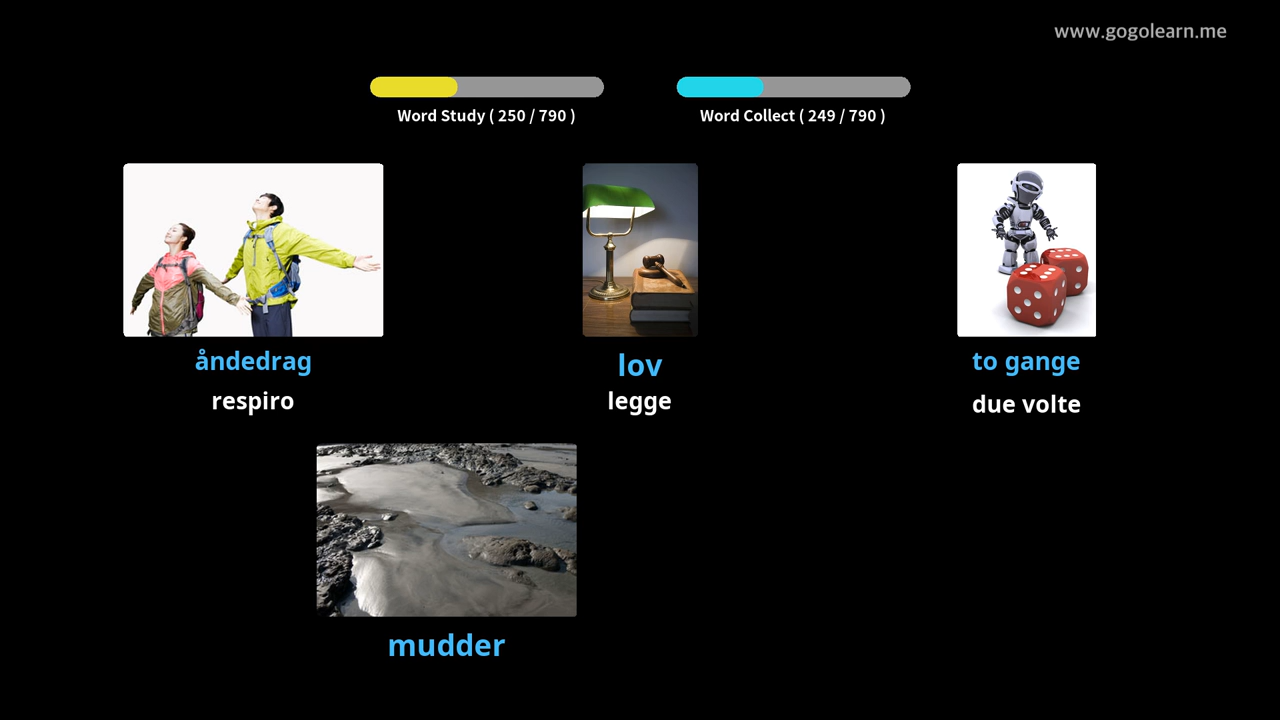 www.gogolearn.me
Word Study ( 250 / 790 )
Word Collect ( 249 / 790 )
åndedrag
respiro
lov
legge
to gange
due volte
mudder